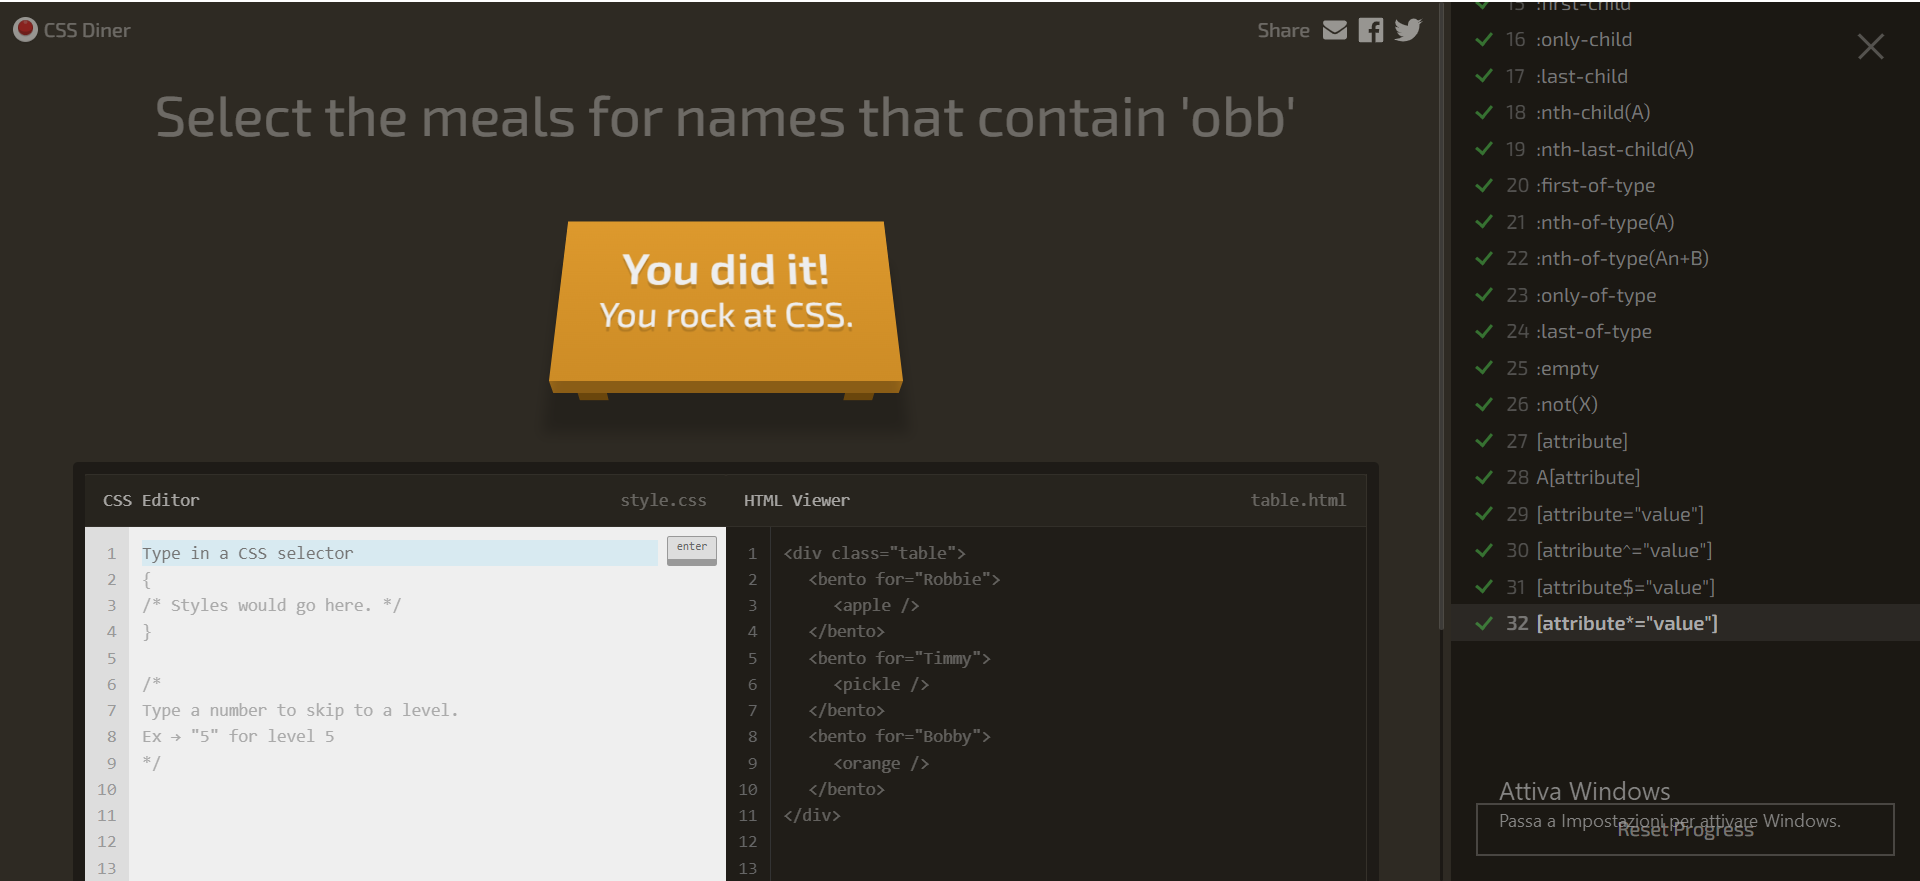 CSS Diner
Share
Select the meals for names that contain 'obb'
You did it!
You rock at CSS.
CSS Editor
style.css
HTML Viewer
table.html
1 Type in a CSS selector
enter
2 {
3 /* Styles would go here. */
4 }
5
6 /*
7 Type a number to skip to a level.
8 Ex → "5" for level 5
9 */
10
11
12
13
1 <div class="table">
2 <bento for="Robbie">
3 <apple />
4 </bento>
5 <bento for="Timmy">
6 <pickle />
7 </bento>
8 <bento for="Bobby">
9 <orange />
10 </bento>
11 </div>
12
13
15 :first-child
16 :only-child
17 :last-child
18 :nth-child(A)
19 :nth-last-child(A)
20 :first-of-type
21 :nth-of-type(A)
22 :nth-of-type(An+B)
23 :only-of-type
24 :last-of-type
25 :empty
26 :not(X)
27 [attribute]
28 A[attribute]
29 [attribute="value"]
30 [attribute^="value"]
31 [attribute$="value"]
32 [attribute*="value"]
Attiva Windows
Passa a Impostazioni per attivare Windows.
Reset Progress